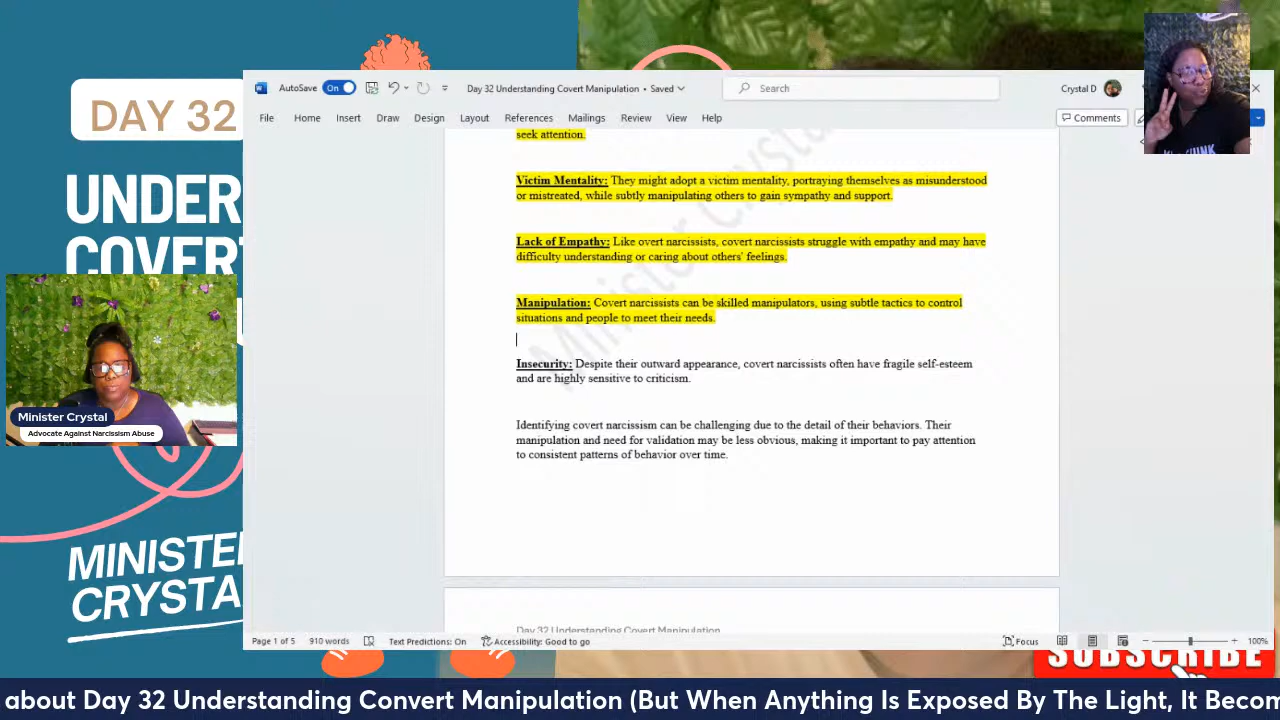 DAY 32
UNDER
COVER
MINISTE
CRYSTA
Minister Crystal
Advocate Against Narcissism Abuse
AutoSave On
Day 32 Understanding Covert Manipulation • Saved
Search
Crystal D
File Home Insert Draw Design Layout References Mailings Review View Help
Comments
seek attention.
Victim Mentality: They might adopt a victim mentality, portraying themselves as misunderstood
or mistreated, while subtly manipulating others to gain sympathy and support.
Lack of Empathy: Like overt narcissists, covert narcissists struggle with empathy and may have
difficulty understanding or caring about others' feelings.
Manipulation: Covert narcissists can be skilled manipulators, using subtle tactics to control
situations and people to meet their needs.
Insecurity: Despite their outward appearance, covert narcissists often have fragile self-esteem
and are highly sensitive to criticism.
Identifying covert narcissism can be challenging due to the detail of their behaviors. Their
manipulation and need for validation may be less obvious, making it important to pay attention
to consistent patterns of behavior over time.
Minister Crysta
Day 32 Understanding Covert Manipulation
Page 1 of 5 910 words Text Predictions: On Accessibility: Good to go Focus 100%
SUBSCRIBE
about Day 32 Understanding Convert Manipulation (But When Anything Is Exposed By The Light, It Becom